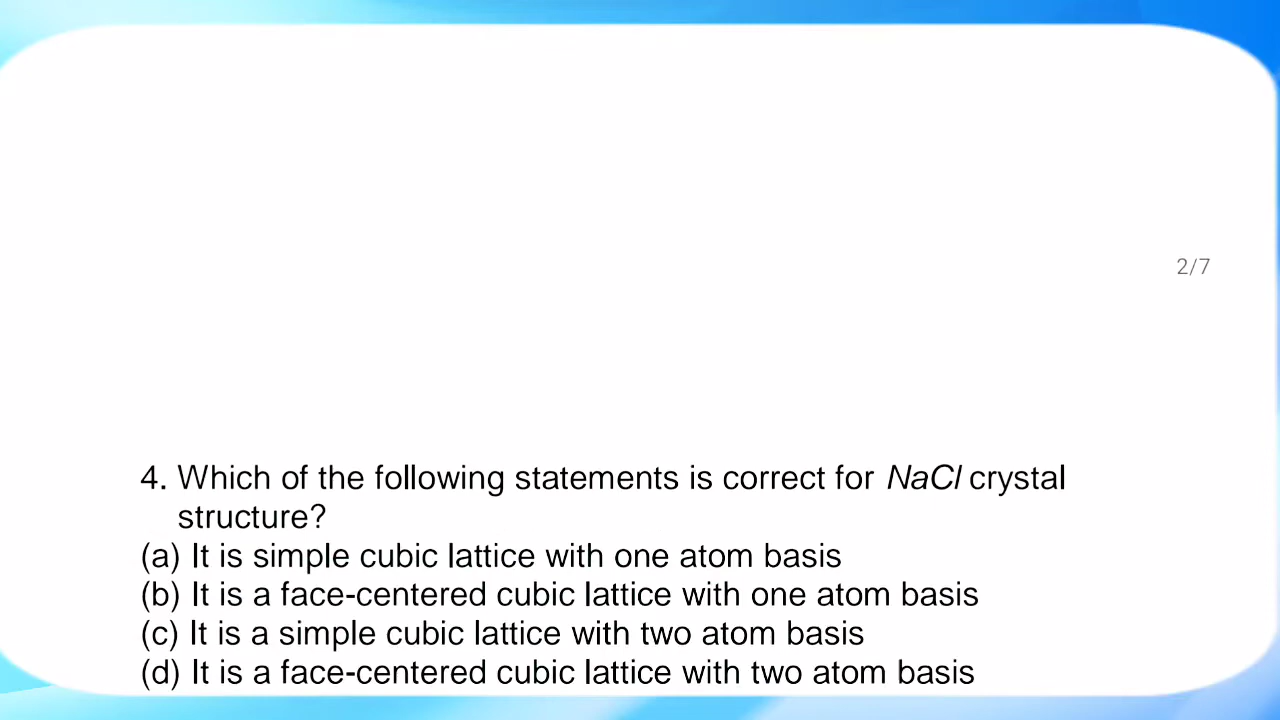 2/7
4. Which of the following statements is correct for NaCl crystal
structure?
(a) It is simple cubic lattice with one atom basis
(b) It is a face-centered cubic lattice with one atom basis
(c) It is a simple cubic lattice with two atom basis
(d) It is a face-centered cubic lattice with two atom basis